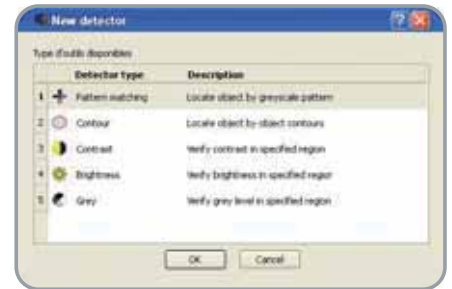 New detector
Type d'outils disponibles
Detector type Description
1 Pattern matching Locate object by greyscale pattern
2 Contour Locate object by object contours
3 Contrast Verify contrast in specified region
4 Brightness Verify brightness in specified region
5 Grey Verify grey level in specified region
OK Cancel